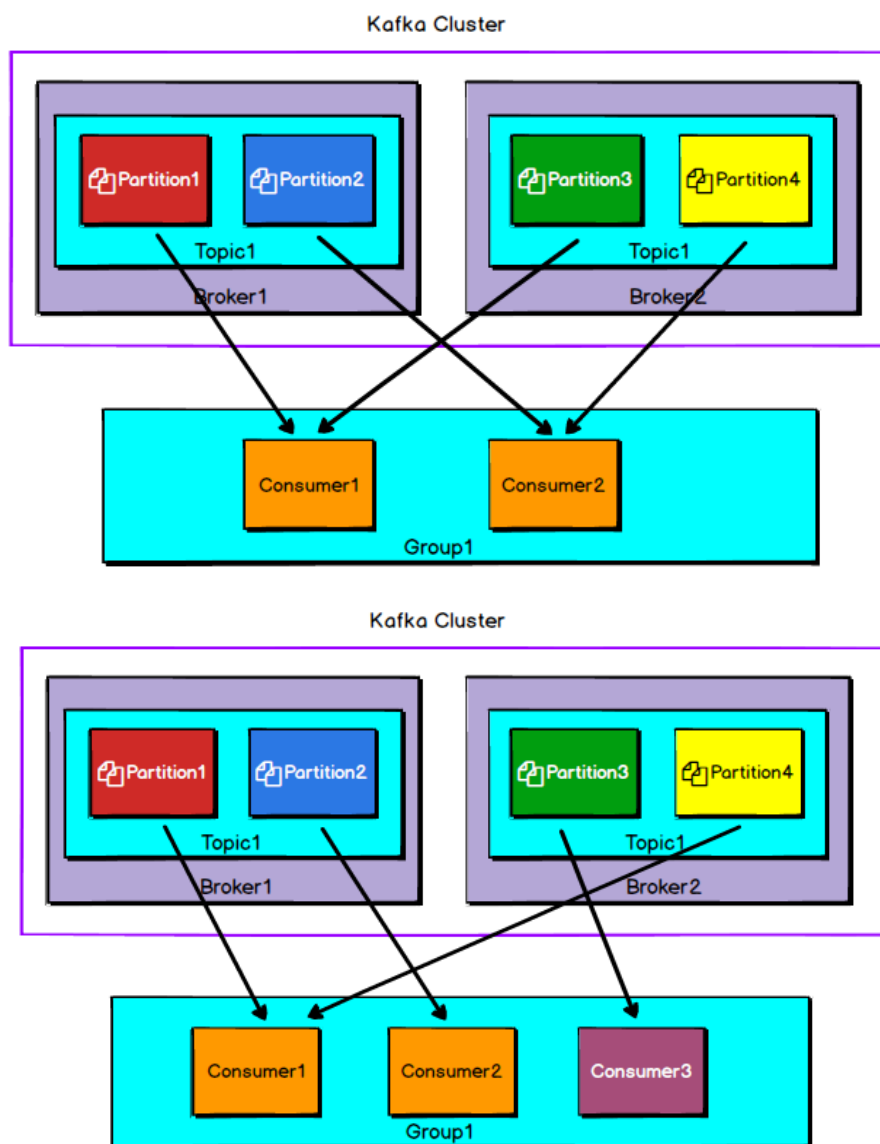 Kafka Cluster
Partition1
Partition2
Partition3
Partition4
Topic1
Topic1
Broker1
Broker2
Consumer1
Consumer2
Group1
Kafka Cluster
Partition1
Partition2
Partition3
Partition4
Topic1
Topic1
Broker1
Broker2
Consumer1
Consumer2
Consumer3
Group1